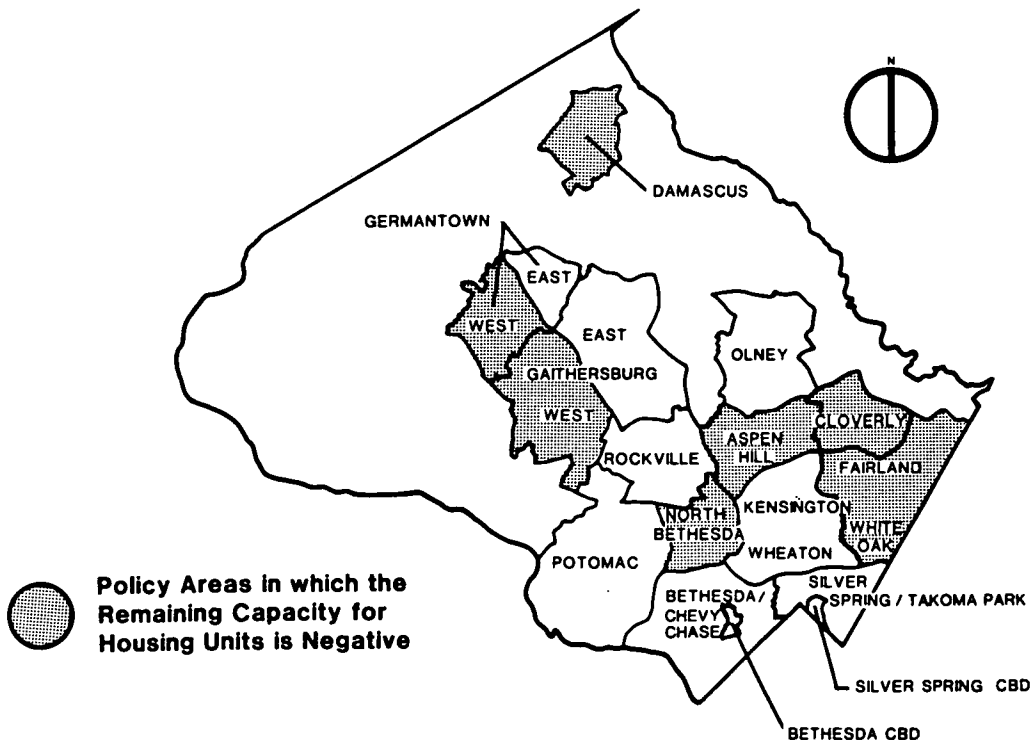 N
DAMASCUS
GERMANTOWN
EAST
WEST
EAST
GAITHERSBURG
WEST
OLNEY
CLOVERLY
ASPEN
HILL
ROCKVILLE
FAIRLAND
KENSINGTON
NORTH
BETHESDA
WHITE
OAK
WHEATON
POTOMAC
SILVER
SPRING / TAKOMA PARK
BETHESDA/
CHEVY
CHASE
SILVER SPRING CBD
BETHESDA CBD
Policy Areas in which the
Remaining Capacity for
Housing Units is Negative